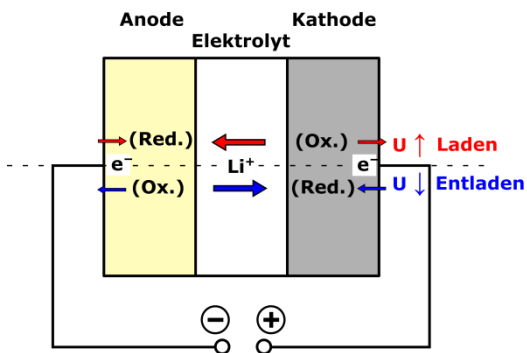 Anode Kathode
Elektrolyt
(Red.) (Ox.) U ↑ Laden
e⁻ Li⁺ e⁻
(Ox.) (Red.) U ↓ Entladen
− +